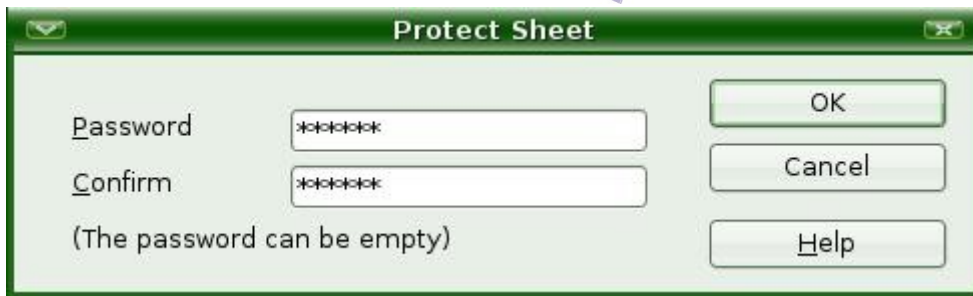 Protect Sheet
Password ******
Confirm ******
(The password can be empty)
OK
Cancel
Help